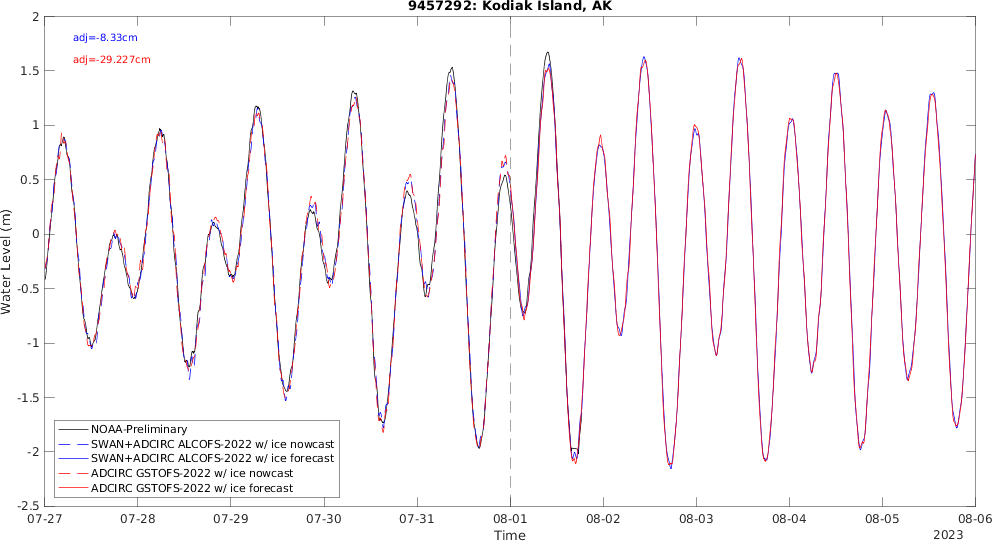 9457292: Kodiak Island, AK
adj=-8.33cm
adj=-29.227cm
Water Level (m)
2
1.5
1
0.5
0
-0.5
-1
-1.5
-2
-2.5
NOAA-Preliminary
SWAN+ADCIRC ALCOFS-2022 w/ ice nowcast
SWAN+ADCIRC ALCOFS-2022 w/ ice forecast
ADCIRC GSTOFS-2022 w/ ice nowcast
ADCIRC GSTOFS-2022 w/ ice forecast
07-27 07-28 07-29 07-30 07-31 08-01 08-02 08-03 08-04 08-05 08-06
Time
2023